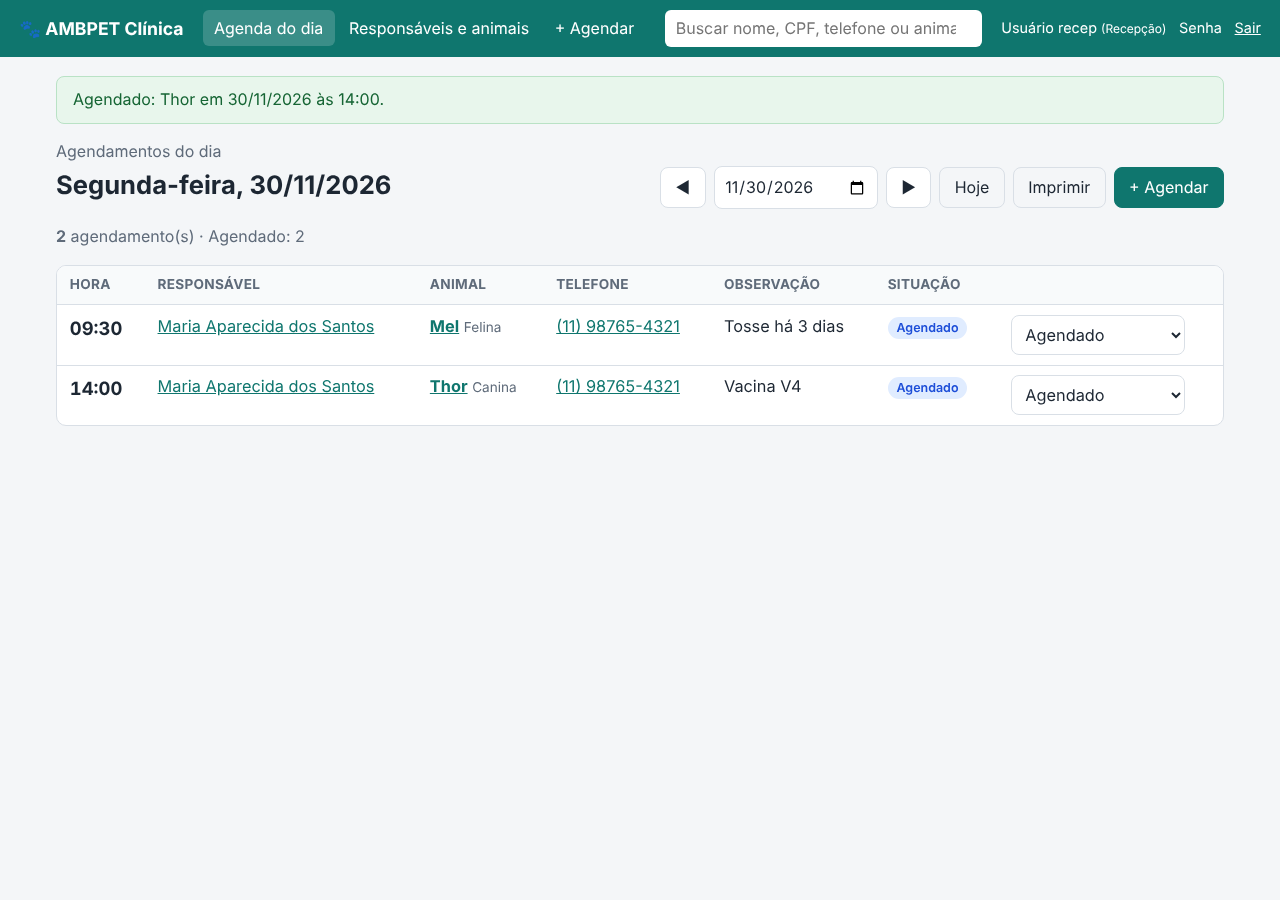 🐾 AMBPET Clínica Agenda do dia Responsáveis e animais + Agendar Buscar nome, CPF, telefone ou anima Usuário recep (Recepção) Senha Sair
Agendado: Thor em 30/11/2026 às 14:00.
Agendamentos do dia
Segunda-feira, 30/11/2026 ◀ 11/30/2026 ▶ Hoje Imprimir + Agendar
2 agendamento(s) · Agendado: 2
HORA RESPONSÁVEL ANIMAL TELEFONE OBSERVAÇÃO SITUAÇÃO
09:30 Maria Aparecida dos Santos Mel Felina (11) 98765-4321 Tosse há 3 dias Agendado Agendado
14:00 Maria Aparecida dos Santos Thor Canina (11) 98765-4321 Vacina V4 Agendado Agendado